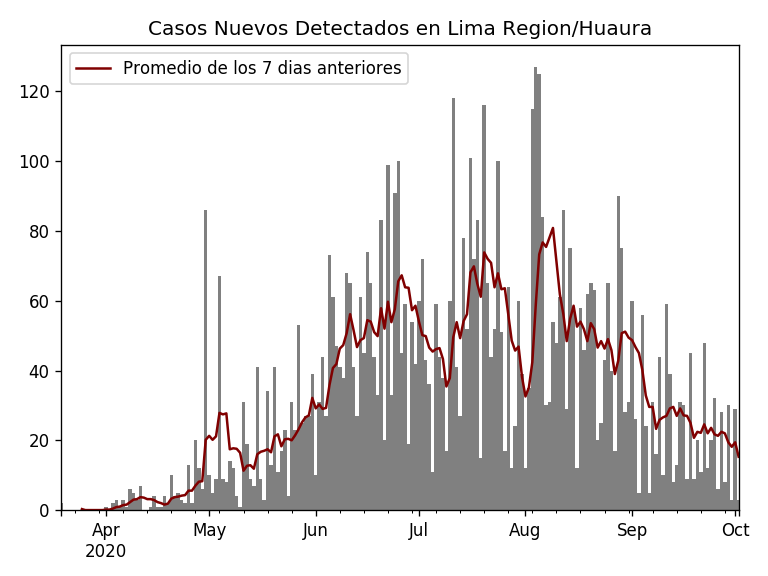 Casos Nuevos Detectados en Lima Region/Huaura
Promedio de los 7 dias anteriores
120
100
80
60
40
20
0
Apr May Jun Jul Aug Sep Oct
2020